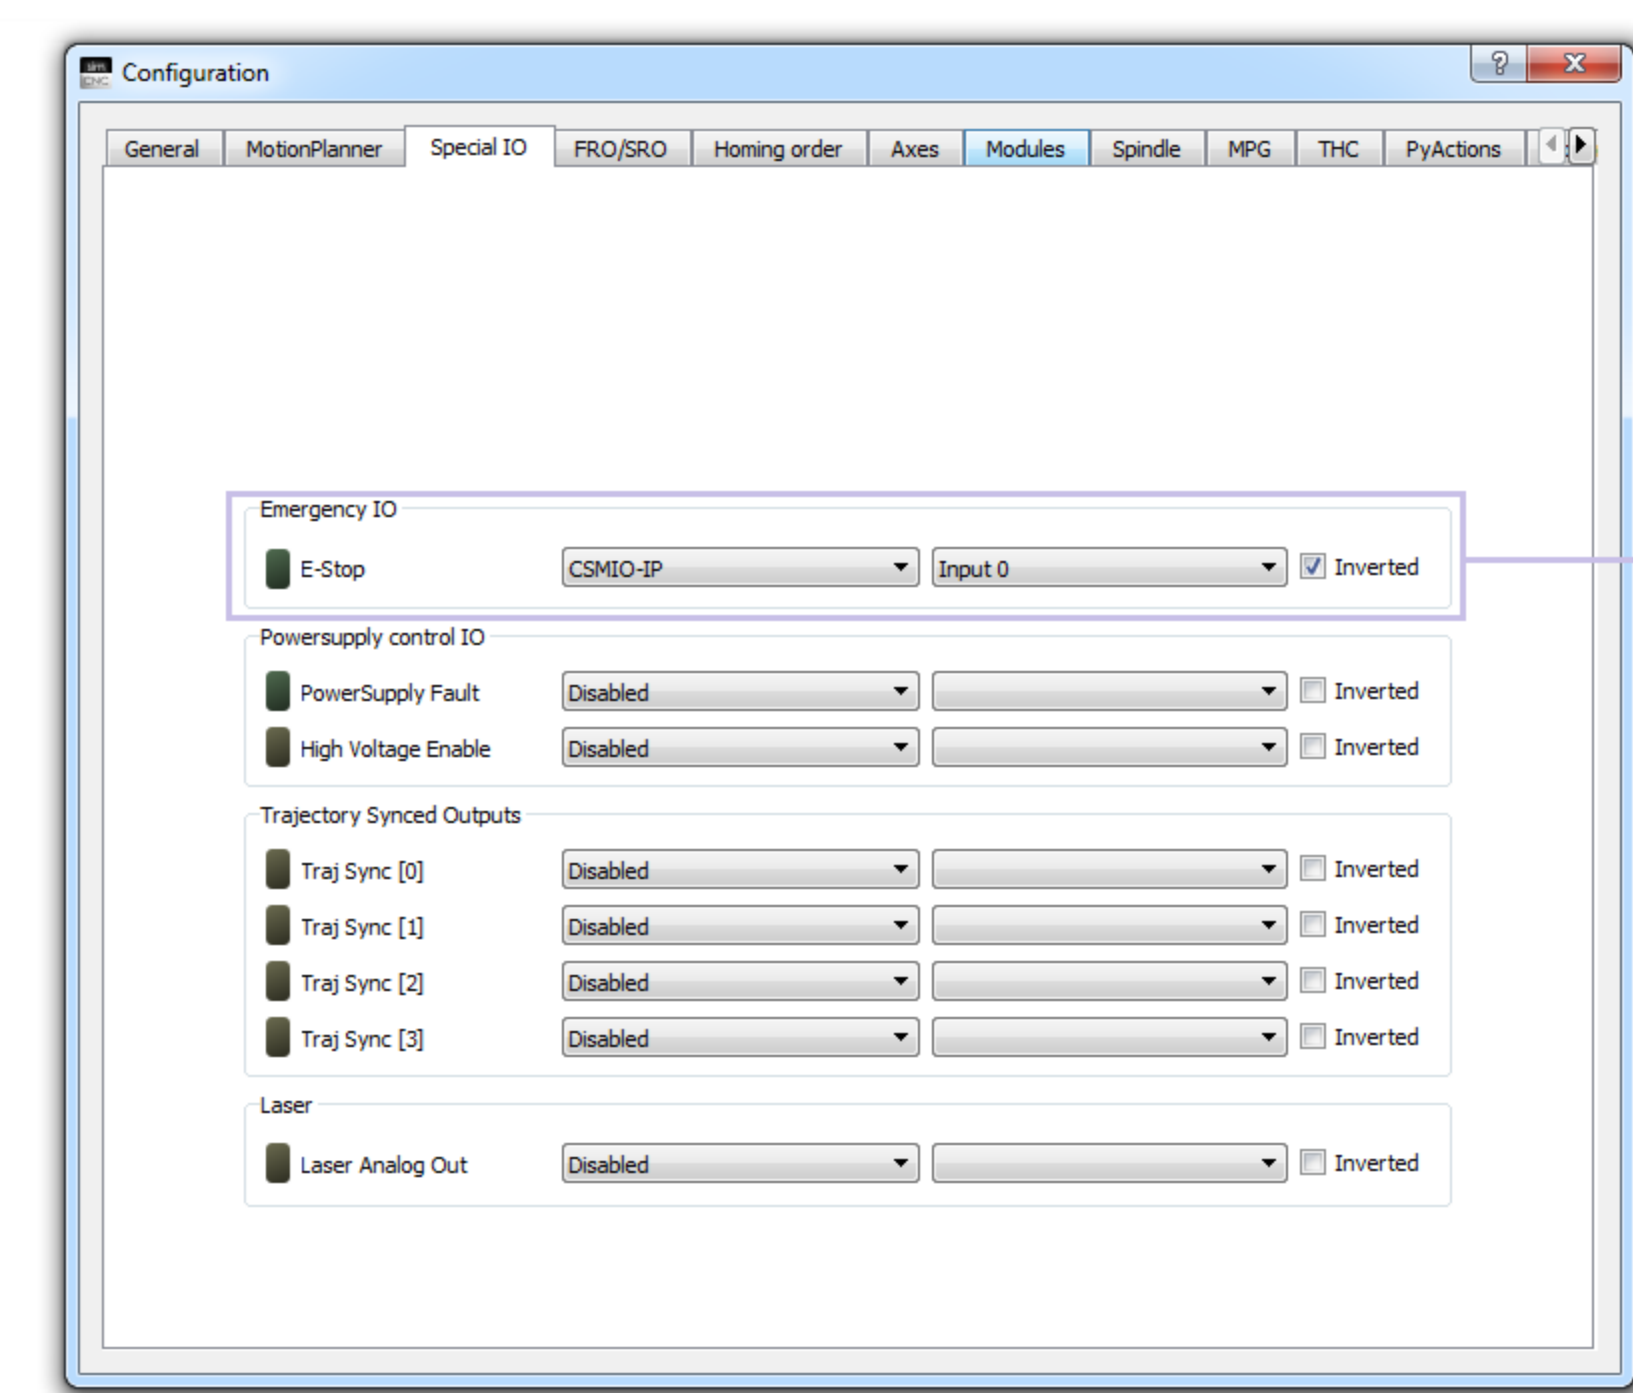 sim
CNC
Configuration
General MotionPlanner Special IO FRO/SRO Homing order Axes Modules Spindle MPG THC PyActions
Emergency IO
E-Stop CSMIO-IP Input 0 Inverted
Powersupply control IO
PowerSupply Fault Disabled Inverted
High Voltage Enable Disabled Inverted
Trajectory Synced Outputs
Traj Sync [0] Disabled Inverted
Traj Sync [1] Disabled Inverted
Traj Sync [2] Disabled Inverted
Traj Sync [3] Disabled Inverted
Laser
Laser Analog Out Disabled Inverted